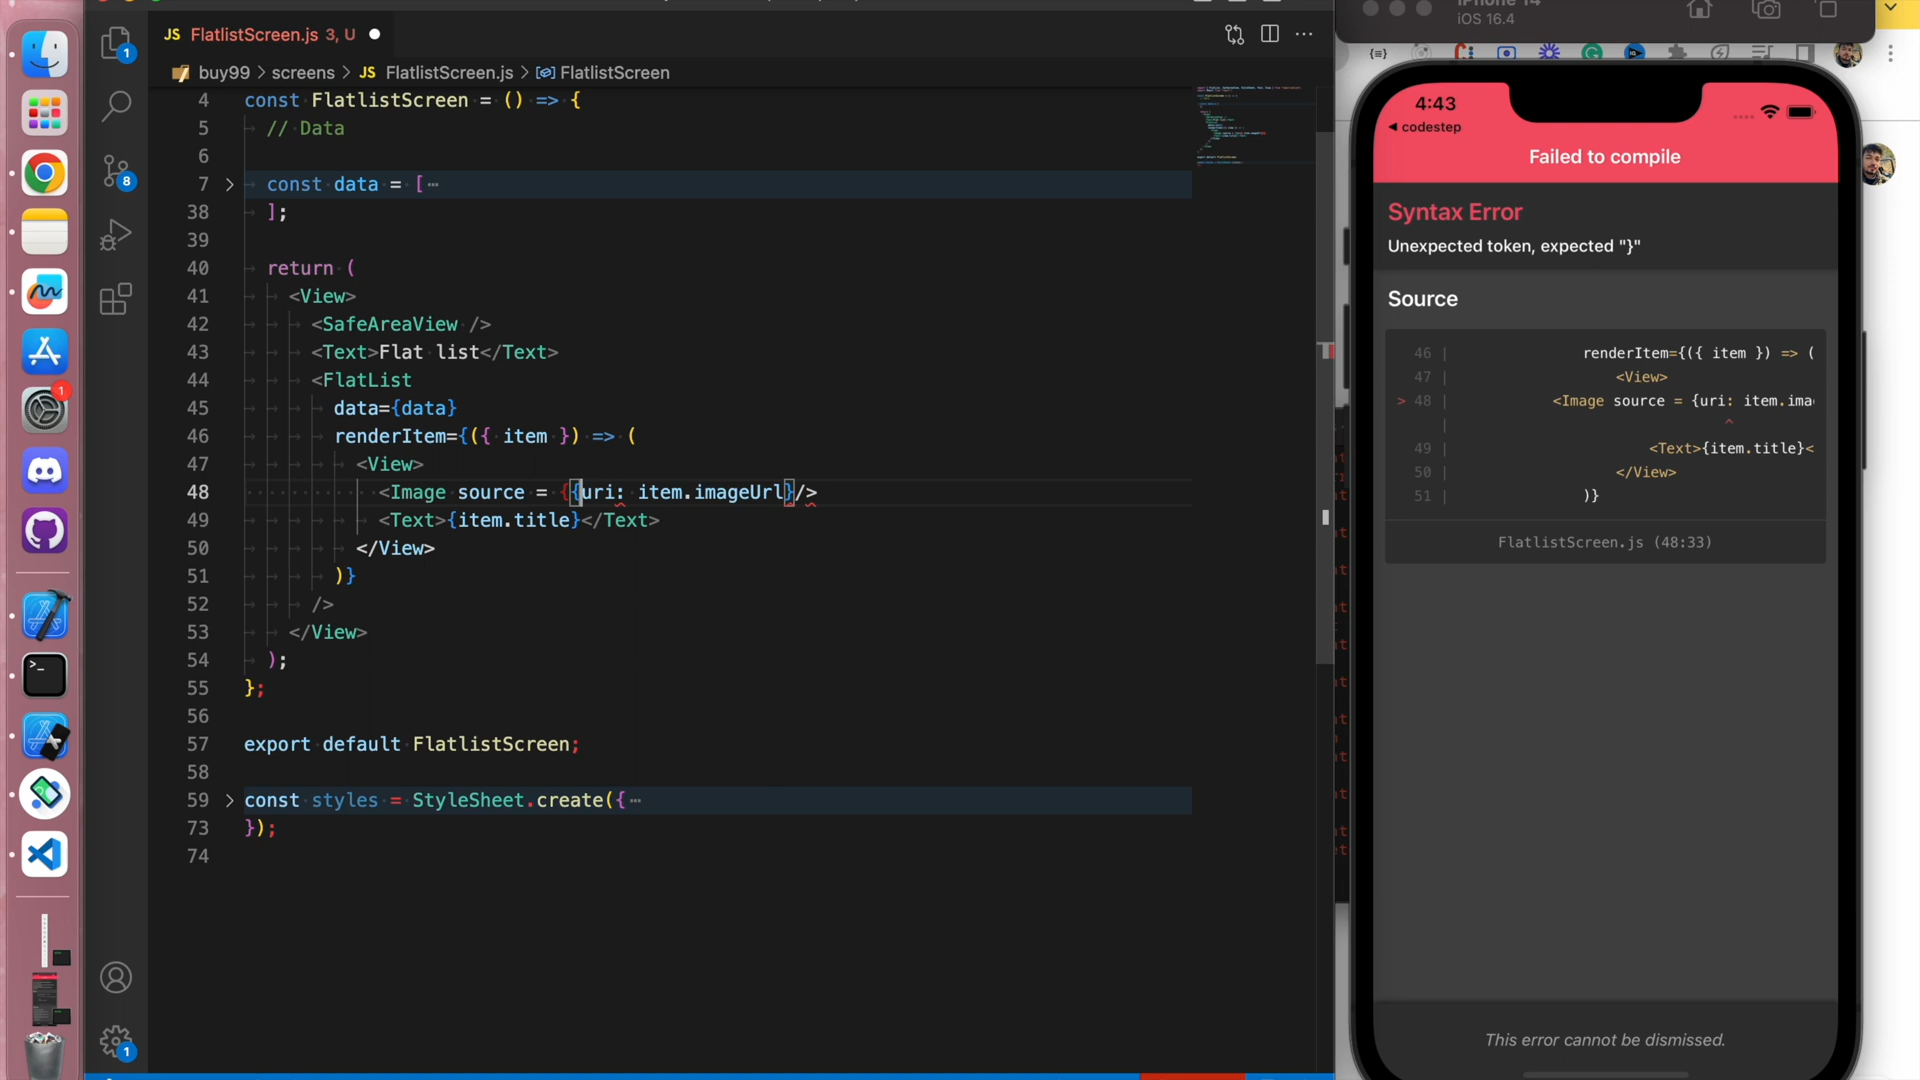 JS FlatlistScreen.js 3, U
buy99 > screens > JS FlatlistScreen.js > FlatlistScreen
4 const FlatlistScreen = () => {
5 // Data
6
7 const data = [ ⋯
38 ];
39
40 return (
41 <View>
42 <SafeAreaView />
43 <Text>Flat list</Text>
44 <FlatList
45 data={data}
46 renderItem={({ item }) => (
47 <View>
48 <Image source = {{uri: item.imageUrl}/>
49 <Text>{item.title}</Text>
50 </View>
51 )}
52 />
53 </View>
54 );
55 };
56
57 export default FlatlistScreen;
58
59 const styles = StyleSheet.create({ ⋯
73 });
74
1
8
1
1
iOS 16.4
4:43
codestep
Failed to compile
Syntax Error
Unexpected token, expected "}"
Source
46 | renderItem={({ item }) => (
47 | <View>
> 48 | <Image source = {uri: item.ima
| ^
49 | <Text>{item.title}<
50 | </View>
51 | )}
FlatlistScreen.js (48:33)
This error cannot be dismissed.